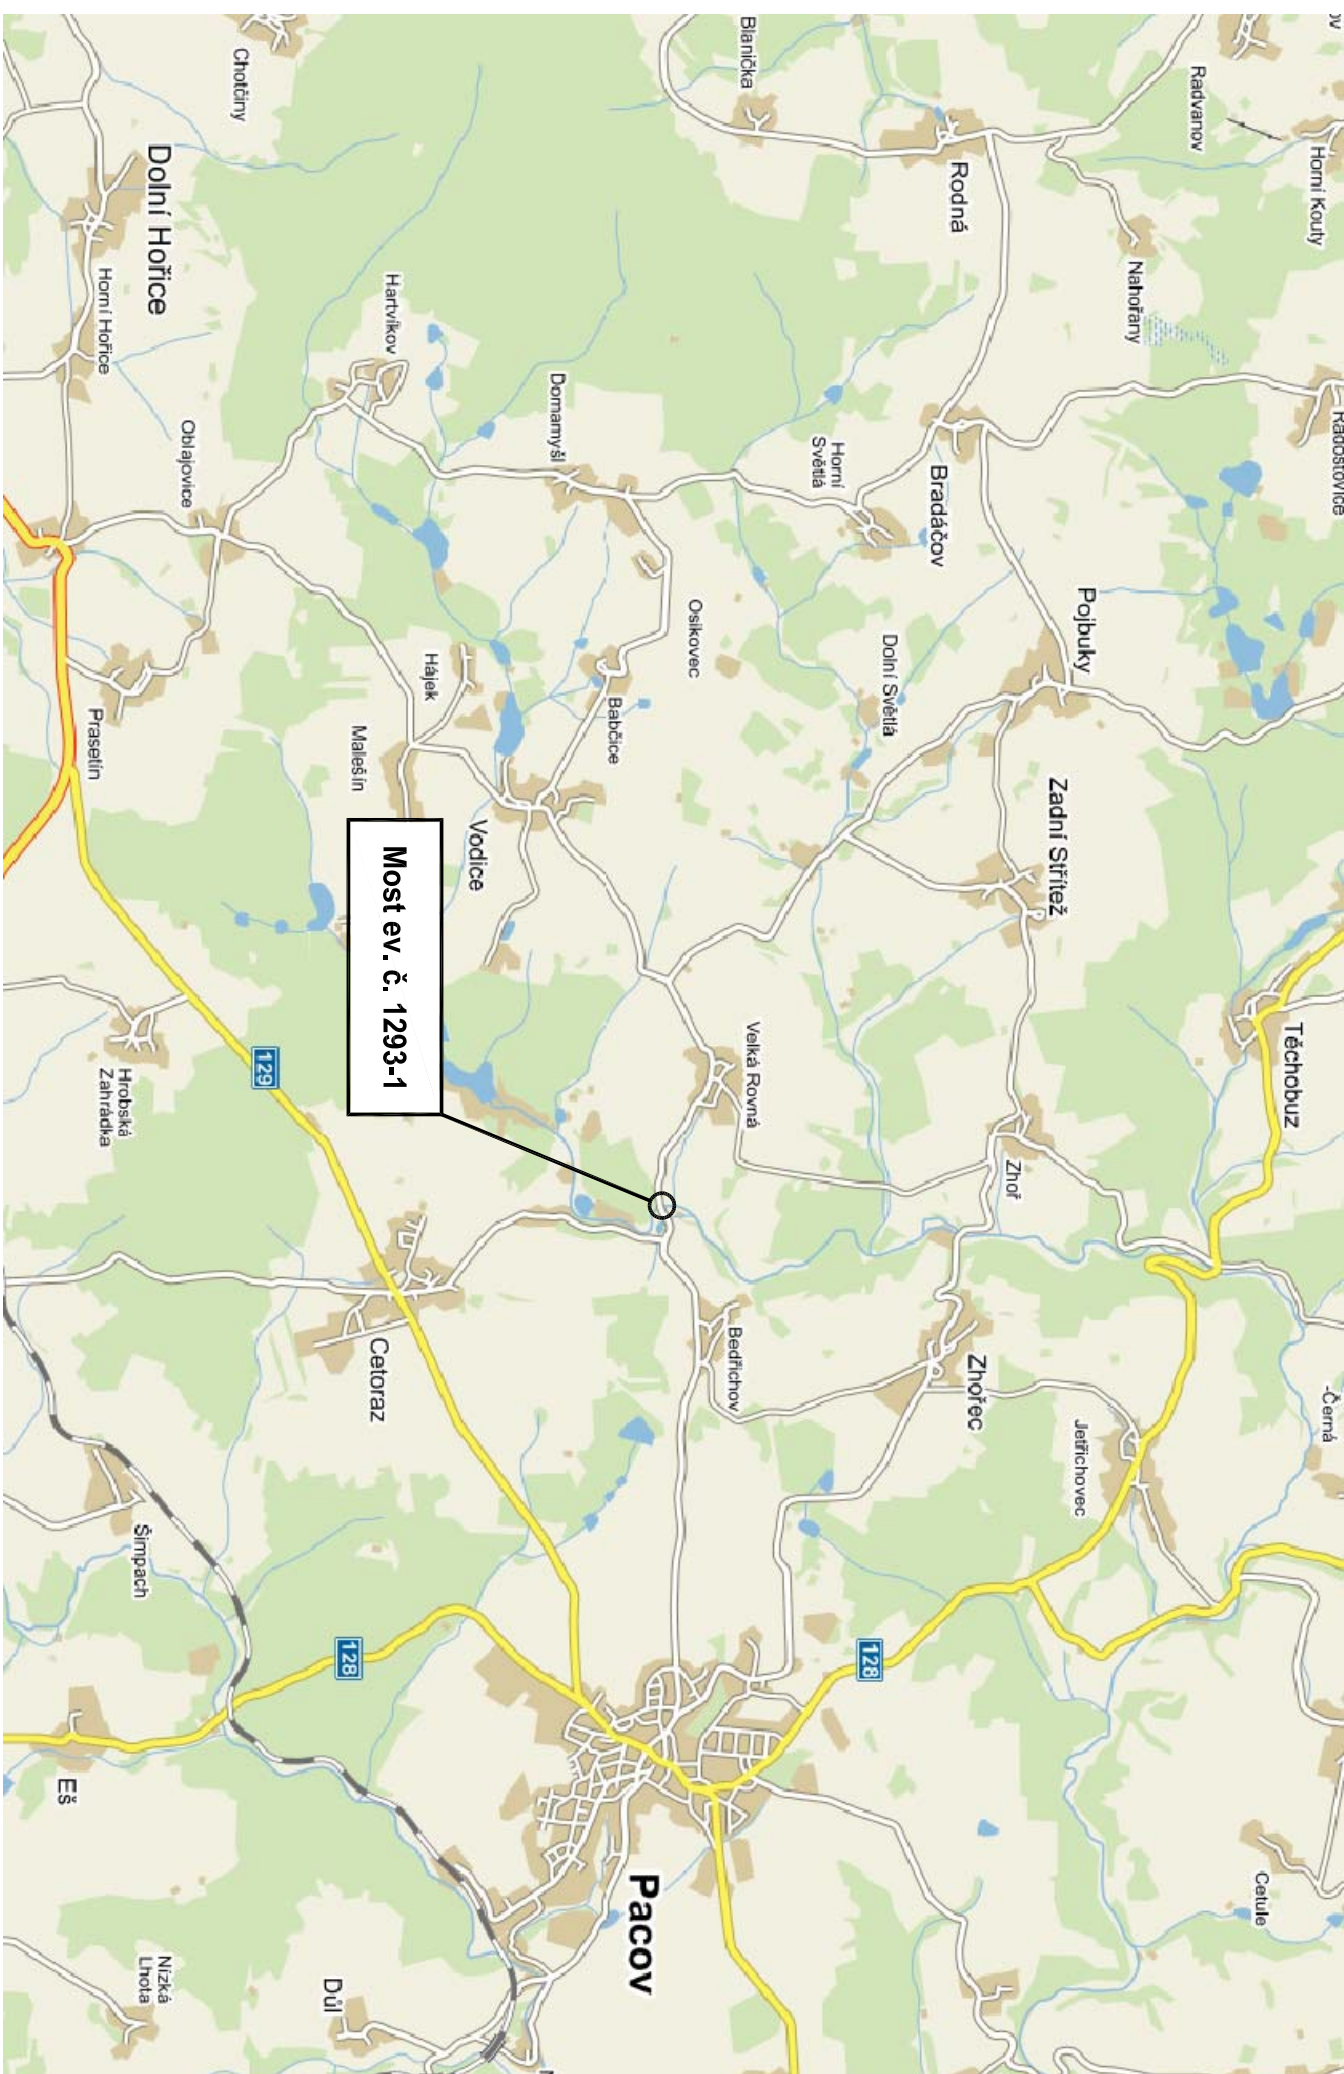 Horní Kouty
Radvanov
Nahořany
Rodná
Blanička
Chotčiny
Dolní Hořice
Horní Hořice
Hartvíkov
Domamyšl
Oblajovice
Horní
Světlá
Bradáčov
Pojbuky
Osikovec
Dolní Světlá
Hájek
Babčice
Malešín
Prasetín
Vodice
Zadní Střítež
Těchobuz
Most ev. č. 1293-1
Velká Rovná
Zhoř
129
Hrobská
Zahrádka
Cetoraz
Bedřichov
Zhořec
-Černá
Jetřichovec
Šimpach
128
128
Eš
Pacov
Cetule
Nízká
Lhota
Důl